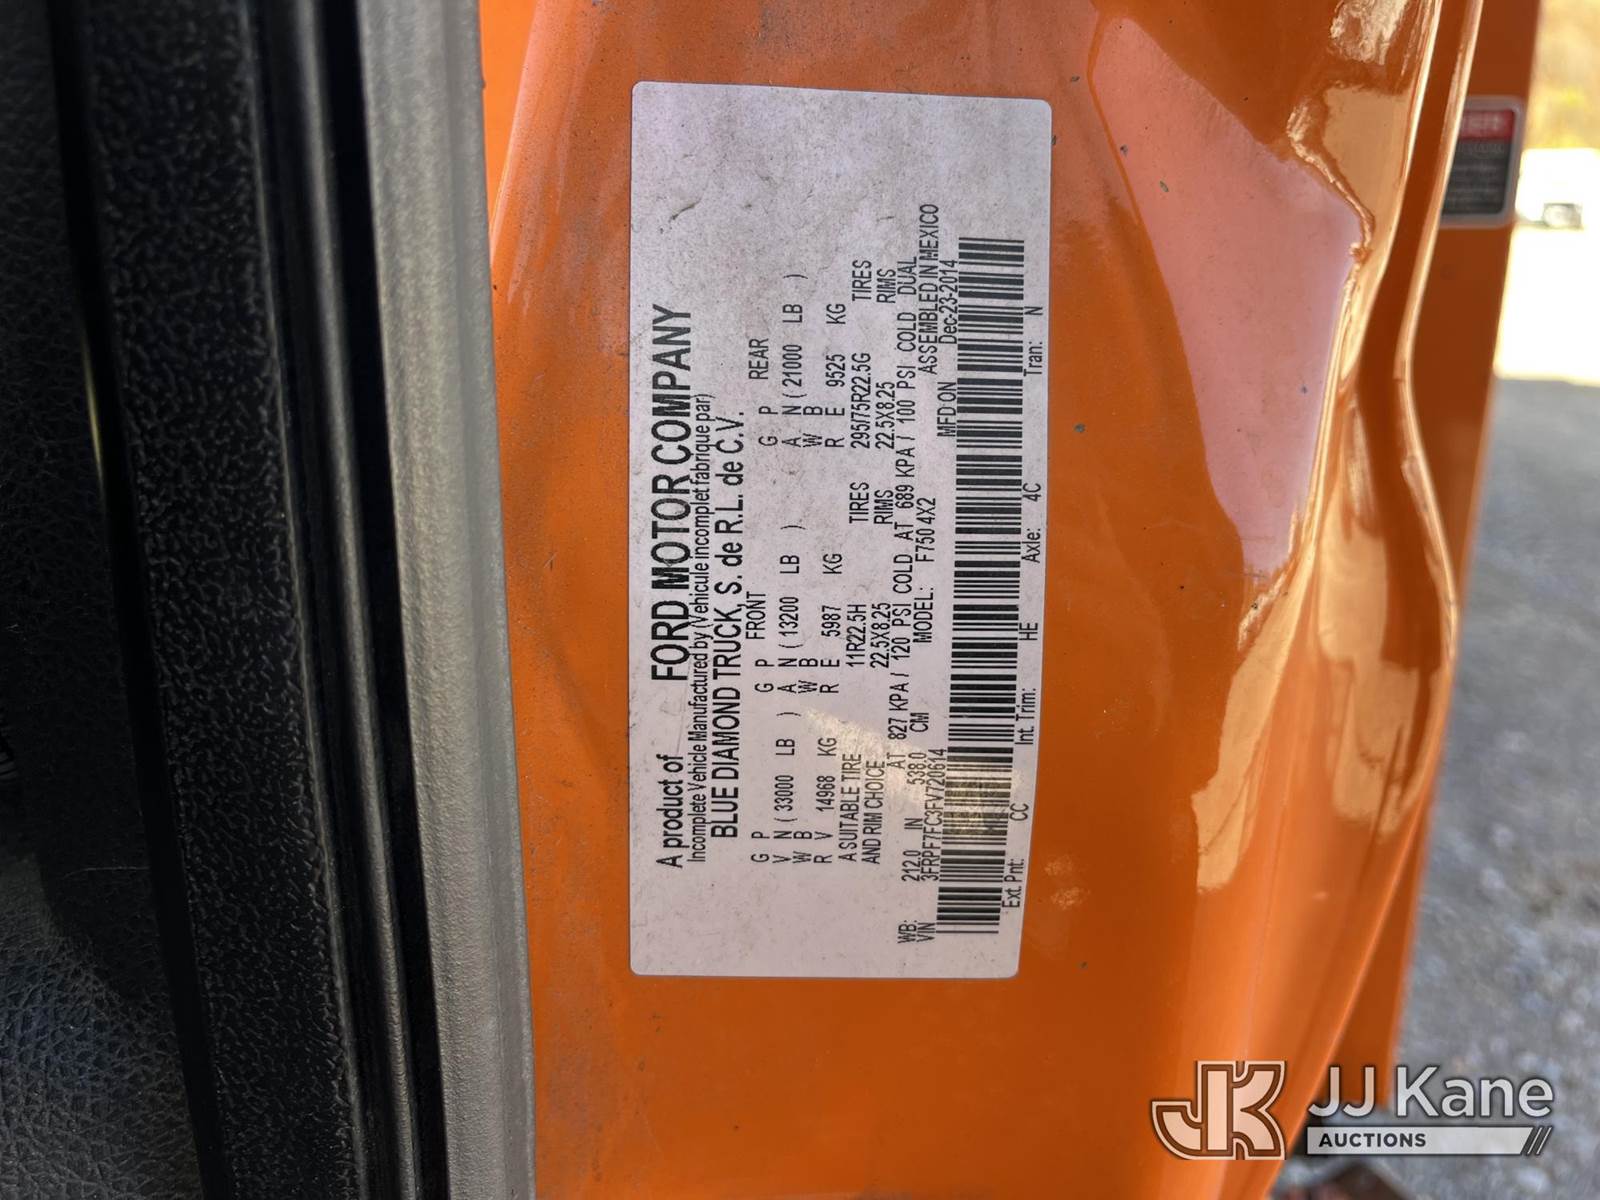 A product of FORD MOTOR COMPANY
Incomplete Vehicle Manufactured by (Vehicule incomplet fabrique par)
BLUE DIAMOND TRUCK, S. de R.L. de C.V.
FRONT REAR
G P G P G P
V N ( 33000 LB ) A N ( 13200 LB ) A N ( 21000 LB )
W B W B W B
R V 14968 KG R E 5987 KG R E 9525 KG
A SUITABLE TIRE 11R22.5H TIRES 295/75R22.5G TIRES
AND RIM CHOICE 22.5X8.25 RIMS 22.5X8.25 RIMS
AT 827 KPA / 120 PSI COLD AT 689 KPA / 100 PSI COLD DUAL
WB: 212.0 IN 538.0 CM MODEL: F750 4X2 ASSEMBLED IN MEXICO
VIN 3FRPF7FC3FV720614 MFD ON Dec-23-2014
Ext. Pnt: CC Int. Trim: HE Axle: 4C Tran: N
JK JJ Kane
AUCTIONS